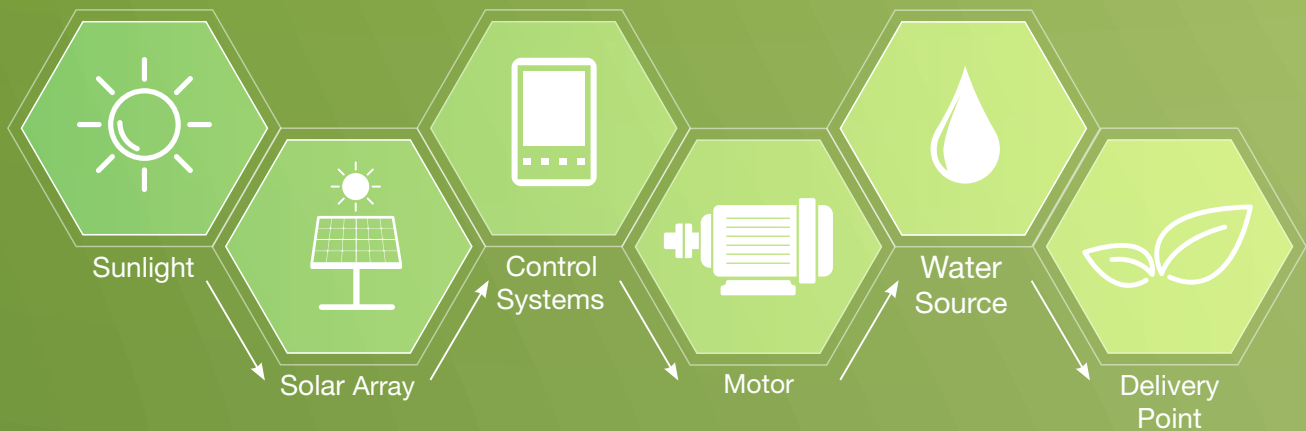 Sunlight
Solar Array
Control
Systems
Motor
Water
Source
Delivery
Point